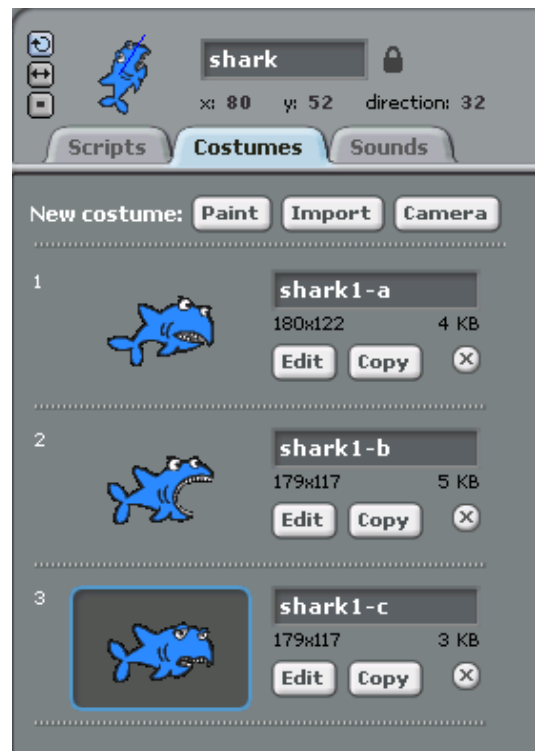 shark
x: 80 y: 52 direction: 32
Scripts Costumes Sounds
New costume: Paint Import Camera
1
shark1-a
180x122 4 KB
Edit Copy
2
shark1-b
179x117 5 KB
Edit Copy
3
shark1-c
179x117 3 KB
Edit Copy